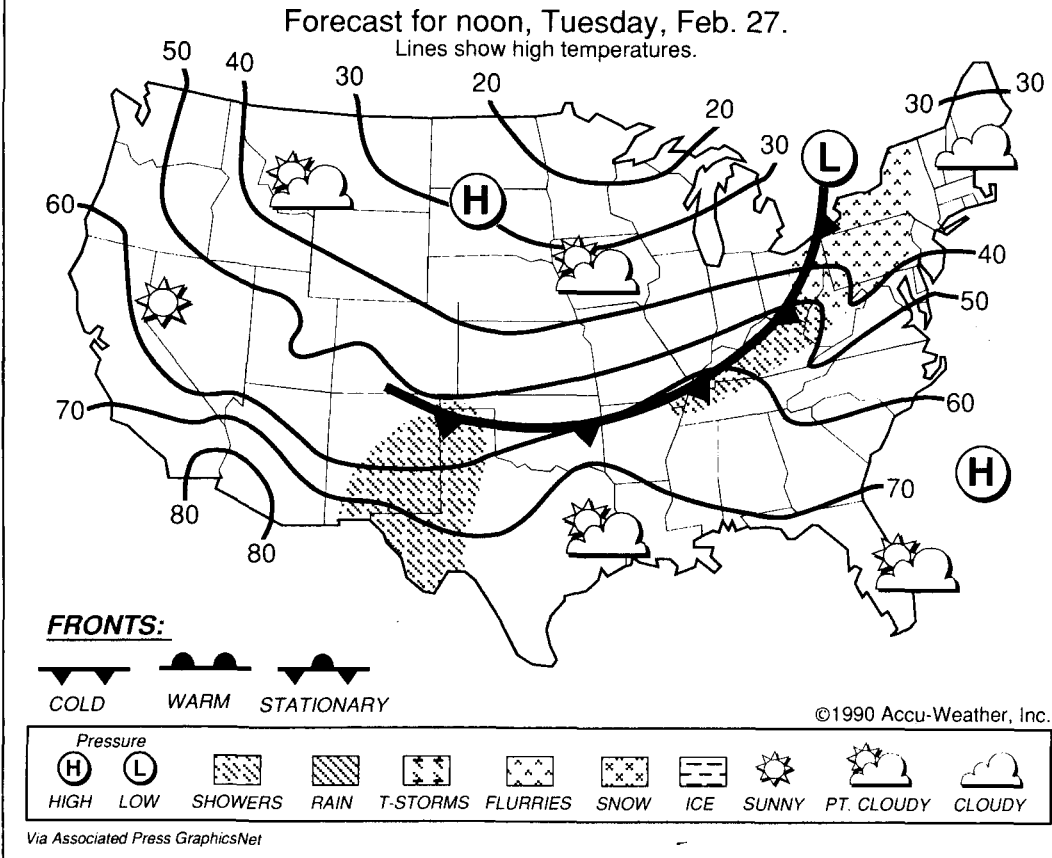 Forecast for noon, Tuesday, Feb. 27.
Lines show high temperatures.
50
40
30
20
20
30
30
30
L
H
60
40
50
70
60
H
70
80
80
FRONTS:
COLD WARM STATIONARY
©1990 Accu-Weather, Inc.
Pressure
H L
HIGH LOW SHOWERS RAIN T-STORMS FLURRIES SNOW ICE SUNNY PT. CLOUDY CLOUDY
Via Associated Press GraphicsNet